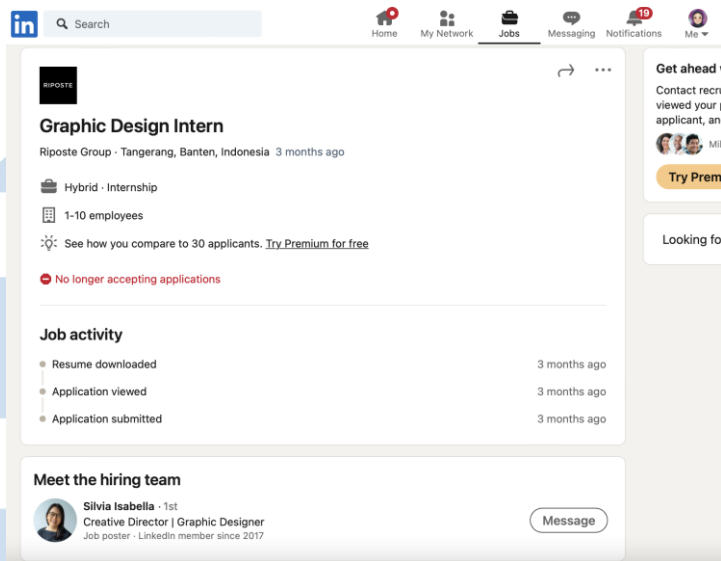 in
Search
Home
My Network
Jobs
Messaging
19
Notifications
Me
RIPOSTE
Graphic Design Intern
Riposte Group · Tangerang, Banten, Indonesia 3 months ago
Hybrid · Internship
1-10 employees
See how you compare to 30 applicants. Try Premium for free
No longer accepting applications
Job activity
Resume downloaded 3 months ago
Application viewed 3 months ago
Application submitted 3 months ago
Meet the hiring team
Silvia Isabella · 1st
Creative Director | Graphic Designer
Job poster · LinkedIn member since 2017
Message
Get ahead
Contact recru
viewed your
applicant, an
Mil
Try Prem
Looking fo